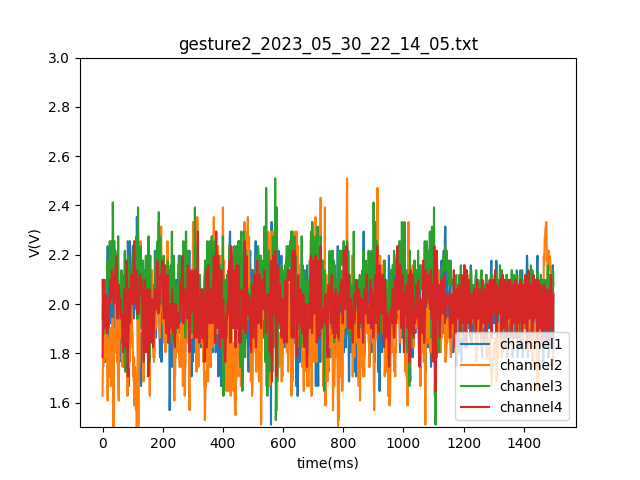 gesture2_2023_05_30_22_14_05.txt
V(V)
3.0
2.8
2.6
2.4
2.2
2.0
1.8
1.6
channel1
channel2
channel3
channel4
0 200 400 600 800 1000 1200 1400
time(ms)